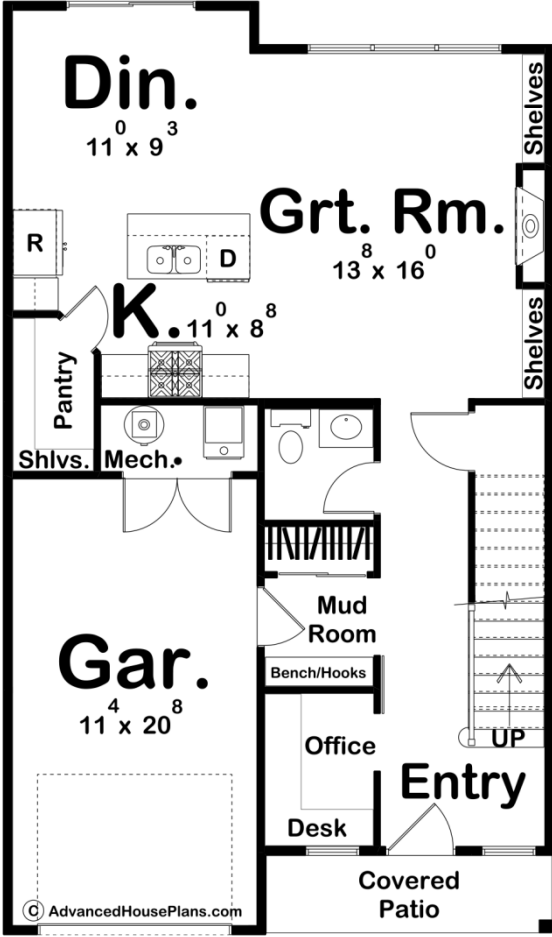 Din.
11⁰ x 9³
Shelves
Grt. Rm.
13⁸ x 16⁰
R
D
K. 11⁰ x 8⁸
Shelves
Pantry
Shlvs.
Mech.
Mud
Room
Bench/Hooks
Gar.
11⁴ x 20⁸
Office
UP
Entry
Desk
Covered
Patio
© AdvancedHousePlans.com